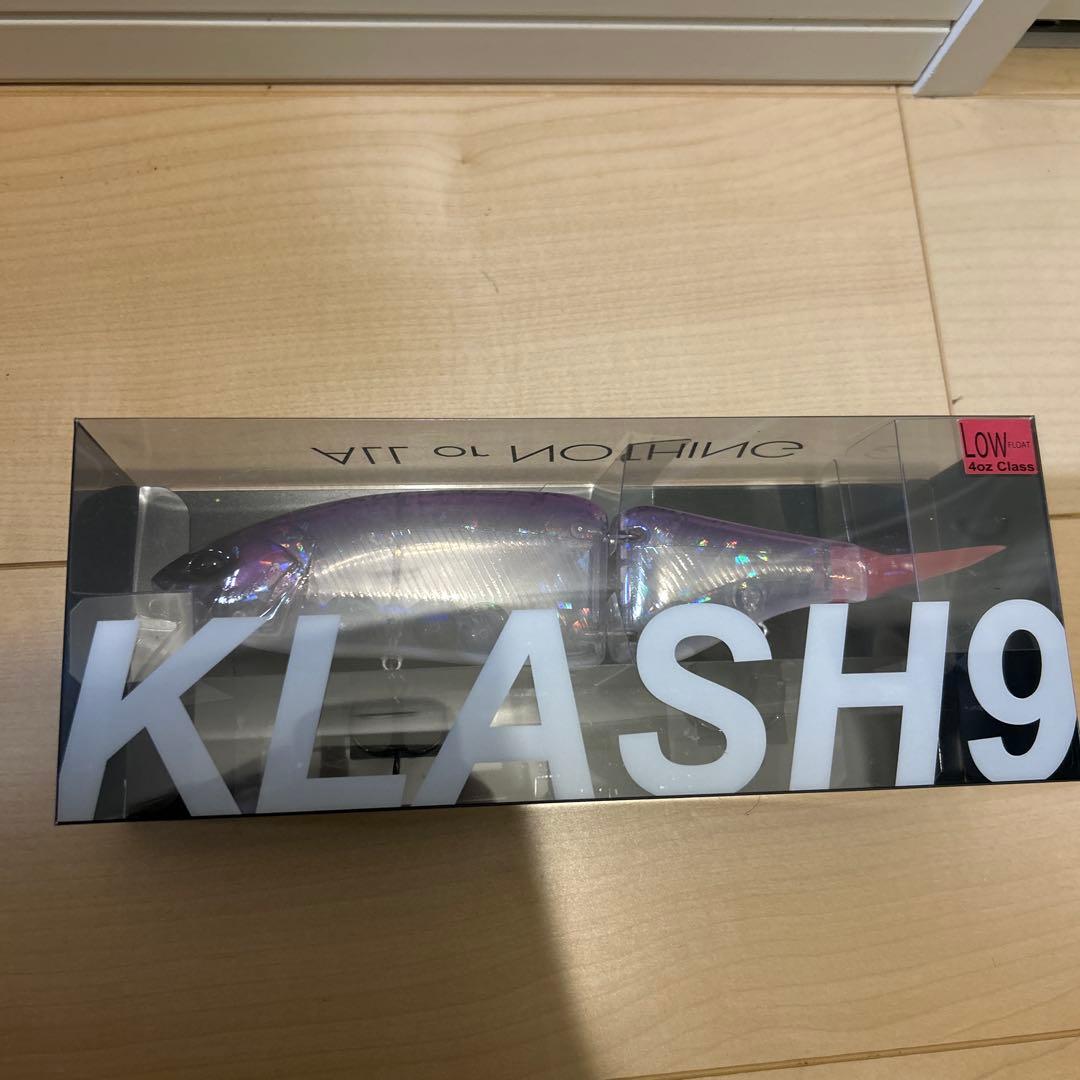 ALL or NOTHING
LOW FLOAT
4oz Class
KLASH9